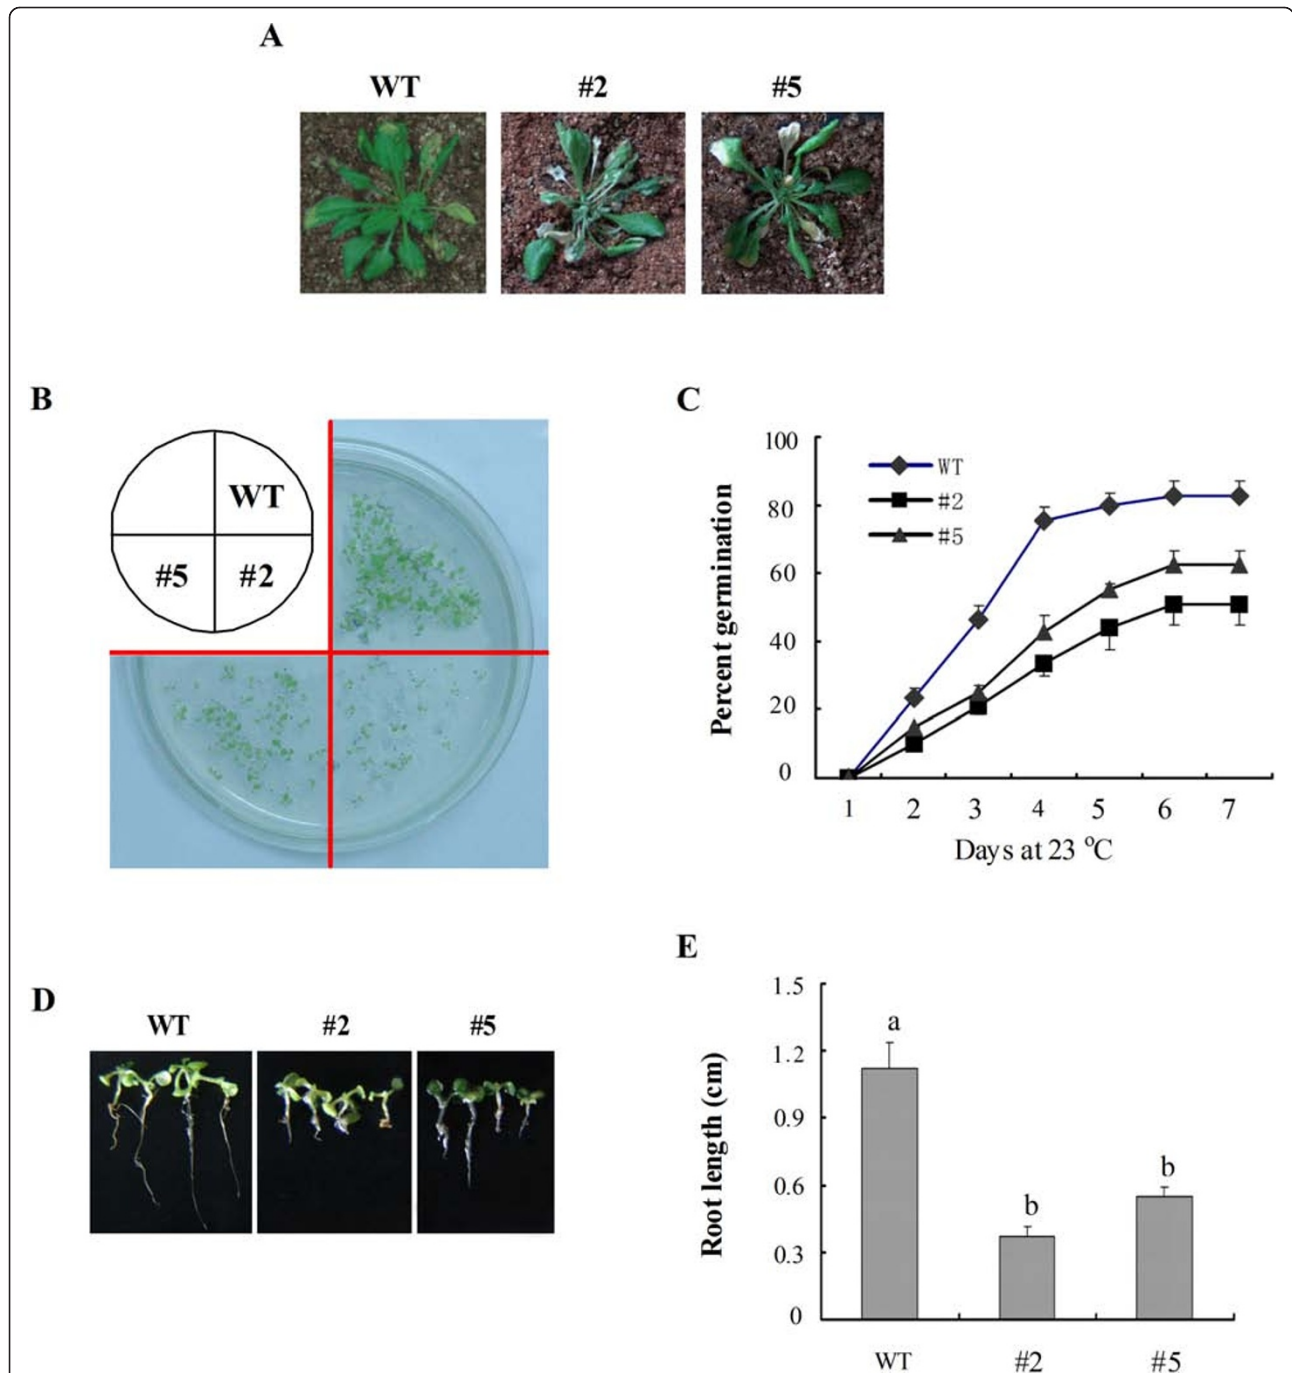 A
WT #2 #5
B
WT
#5 #2
C
100
80
60
40
20
0
Percent germination
WT
#2
#5
1 2 3 4 5 6 7
Days at 23 °C
D
WT #2 #5
E
1.5
1.2
0.9
0.6
0.3
0
Root length (cm)
a
b
b
WT #2 #5